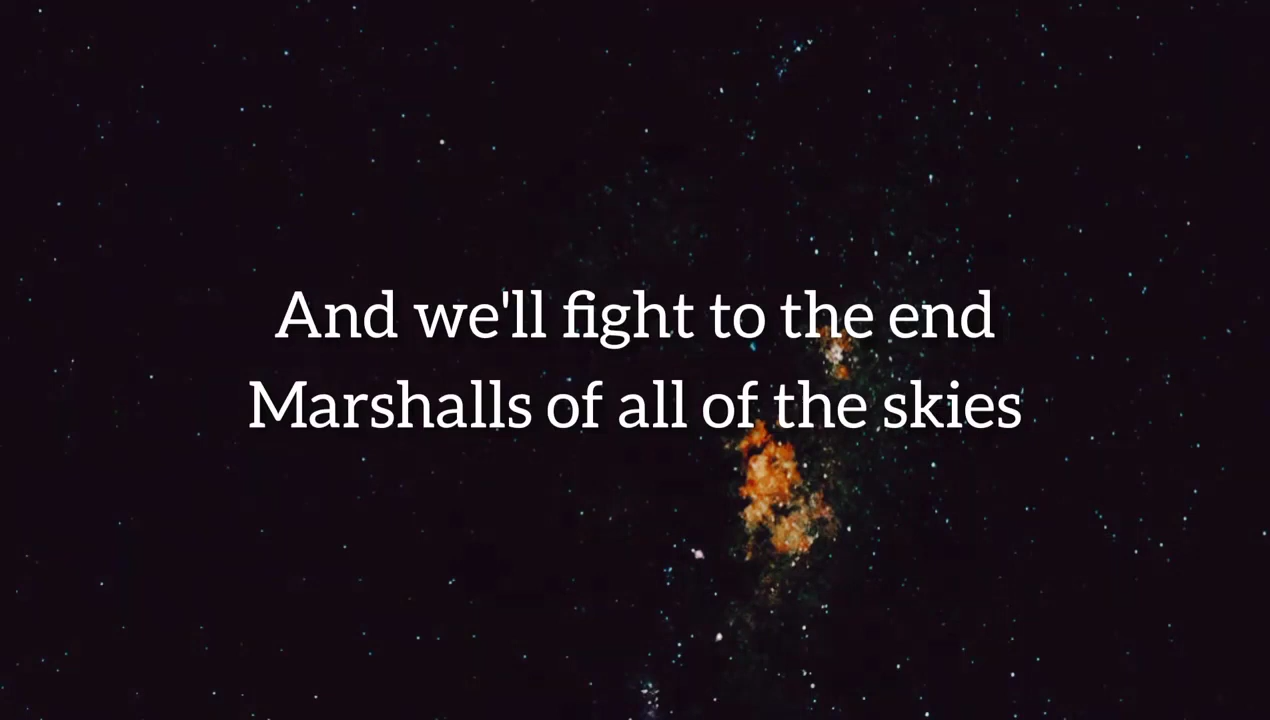 And we'll fight to the end
Marshalls of all of the skies